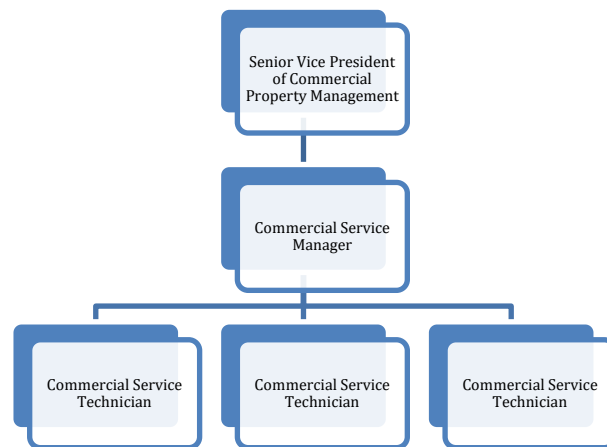 Senior Vice President
of Commercial
Property Management
Commercial Service
Manager
Commercial Service
Technician
Commercial Service
Technician
Commercial Service
Technician